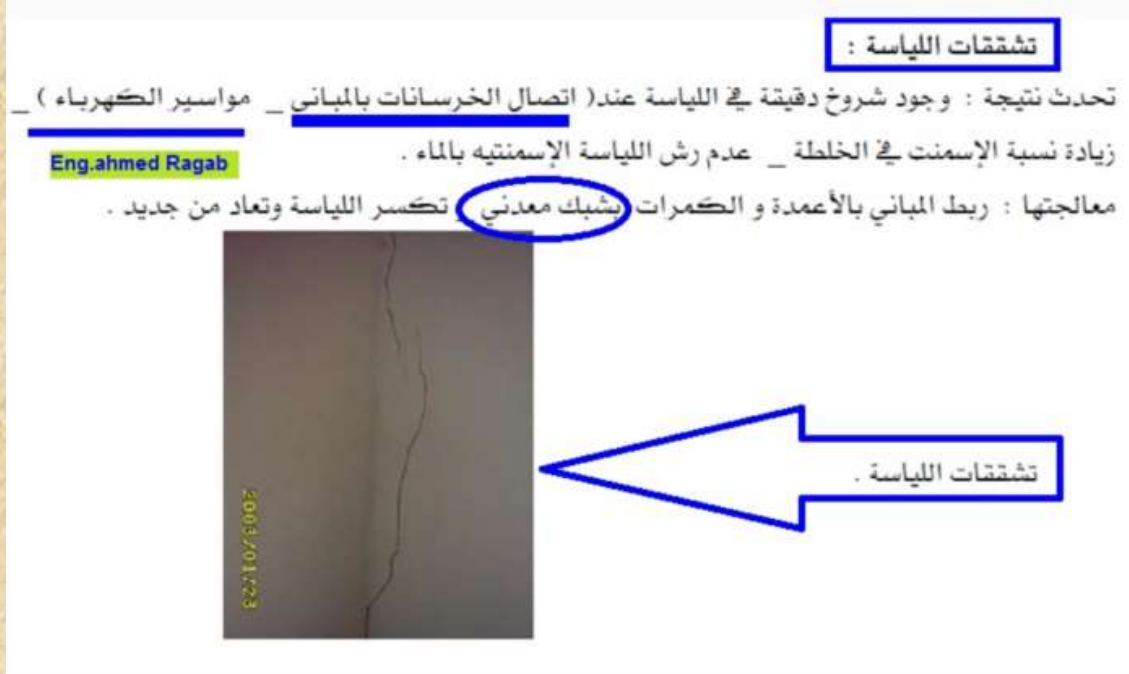 تشققات اللياسة :
تحدث نتيجة : وجود شروخ دقيقة في اللياسة عند( اتصال الخرسانات بالمباني _ مواسير الكهرباء ) _
زيادة نسبة الإسمنت في الخلطة _ عدم رش اللياسة الإسمنتيه بالماء .
Eng.ahmed Ragab
معالجتها : ربط المباني بالأعمدة و الكمرات بشبك معدني _ تكسر اللياسة وتعاد من جديد .
تشققات اللياسة .
2003/01/23